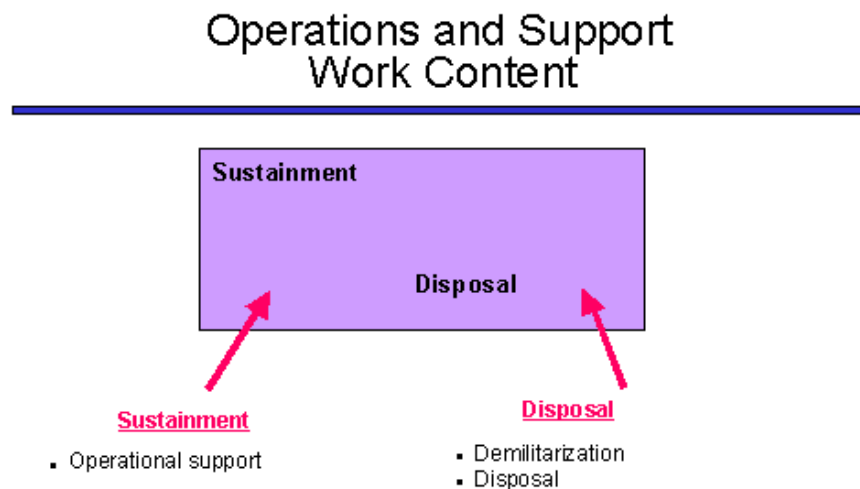 Operations and Support
Work Content
Sustainment
Disposal
Sustainment
▪ Operational support
Disposal
▪ Demilitarization
▪ Disposal